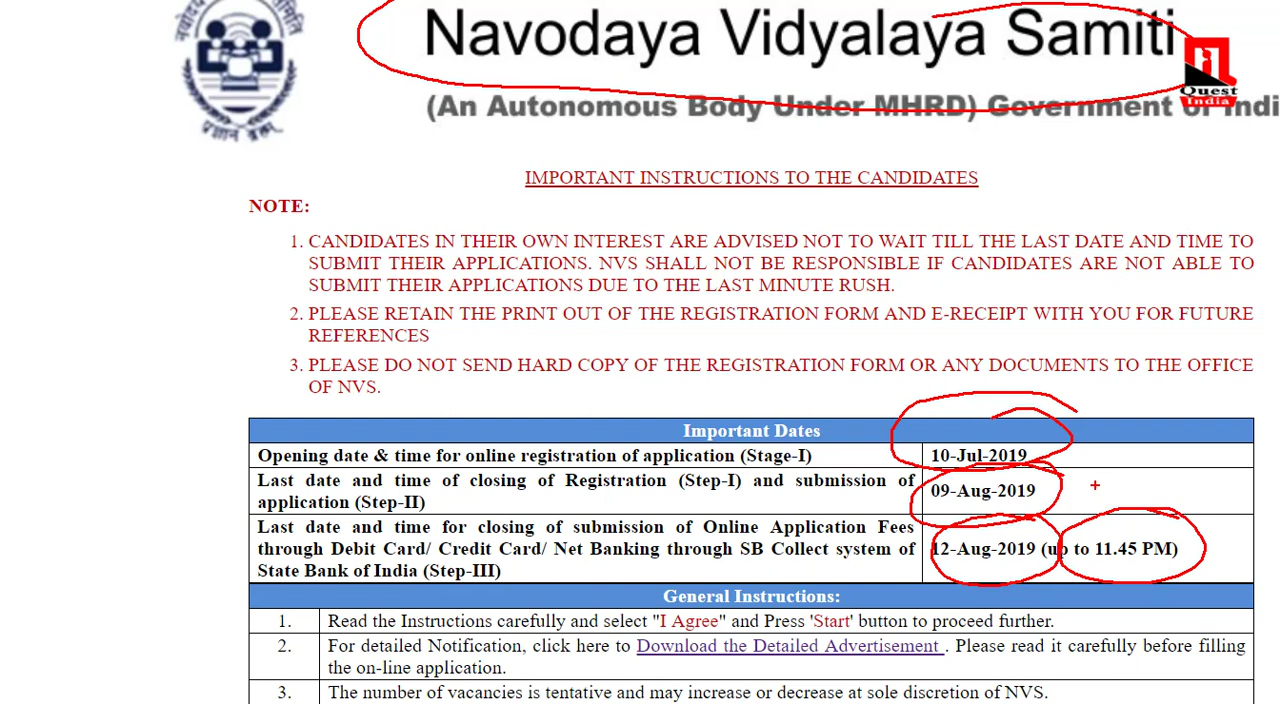 Navodaya Vidyalaya Samiti
Quest
India
(An Autonomous Body Under MHRD) Government of Indi
प्रज्ञानं ब्रह्म
IMPORTANT INSTRUCTIONS TO THE CANDIDATES
NOTE:
1. CANDIDATES IN THEIR OWN INTEREST ARE ADVISED NOT TO WAIT TILL THE LAST DATE AND TIME TO
SUBMIT THEIR APPLICATIONS. NVS SHALL NOT BE RESPONSIBLE IF CANDIDATES ARE NOT ABLE TO
SUBMIT THEIR APPLICATIONS DUE TO THE LAST MINUTE RUSH.
2. PLEASE RETAIN THE PRINT OUT OF THE REGISTRATION FORM AND E-RECEIPT WITH YOU FOR FUTURE
REFERENCES
3. PLEASE DO NOT SEND HARD COPY OF THE REGISTRATION FORM OR ANY DOCUMENTS TO THE OFFICE
OF NVS.
Important Dates
Opening date & time for online registration of application (Stage-I) 10-Jul-2019
Last date and time of closing of Registration (Step-I) and submission of
application (Step-II) 09-Aug-2019
Last date and time for closing of submission of Online Application Fees
through Debit Card/ Credit Card/ Net Banking through SB Collect system of 12-Aug-2019 (up to 11.45 PM)
State Bank of India (Step-III)
General Instructions:
1. Read the Instructions carefully and select "I Agree" and Press 'Start' button to proceed further.
2. For detailed Notification, click here to Download the Detailed Advertisement . Please read it carefully before filling
the on-line application.
3. The number of vacancies is tentative and may increase or decrease at sole discretion of NVS.